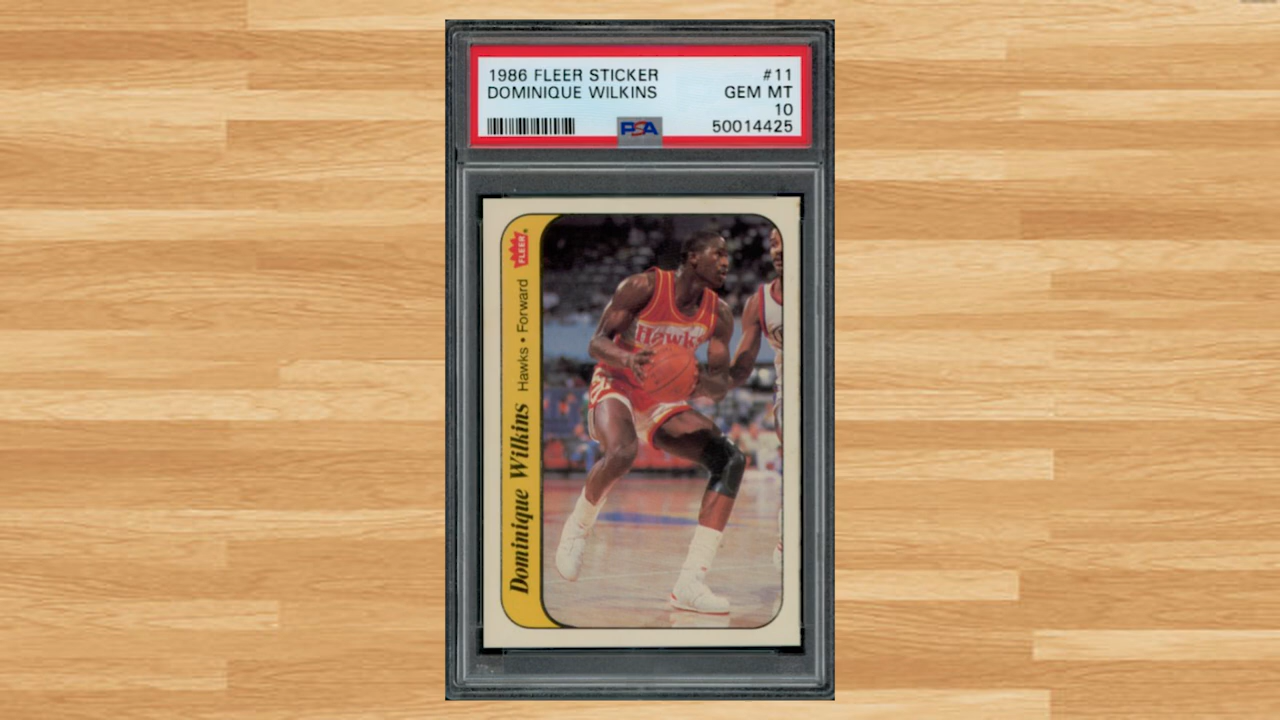 1986 FLEER STICKER #11
DOMINIQUE WILKINS GEM MT
10
PSA 50014425
FLEER
Dominique Wilkins Hawks • Forward
Hawks